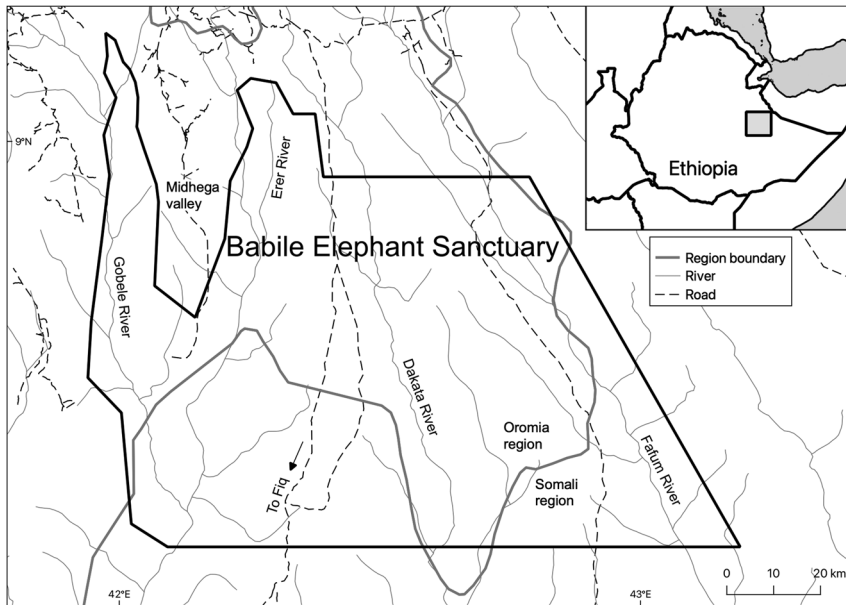 9°N
Midhega
valley
Erer River
Gobele River
Babile Elephant Sanctuary
Dakata River
Oromia
region
Somali
region
Fafum River
To Fiq
Ethiopia
Region boundary
River
Road
42°E
43°E
0 10 20 km